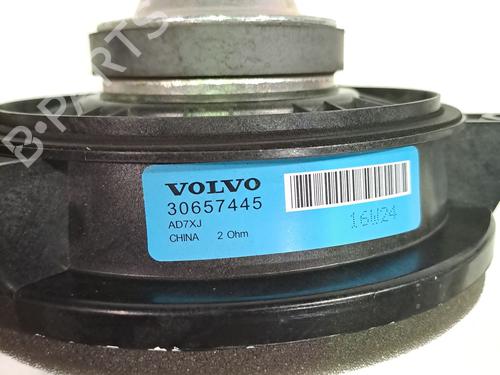 B-PARTS
VOLVO
30657445
AD7XJ
CHINA 2 Ohm
16W24